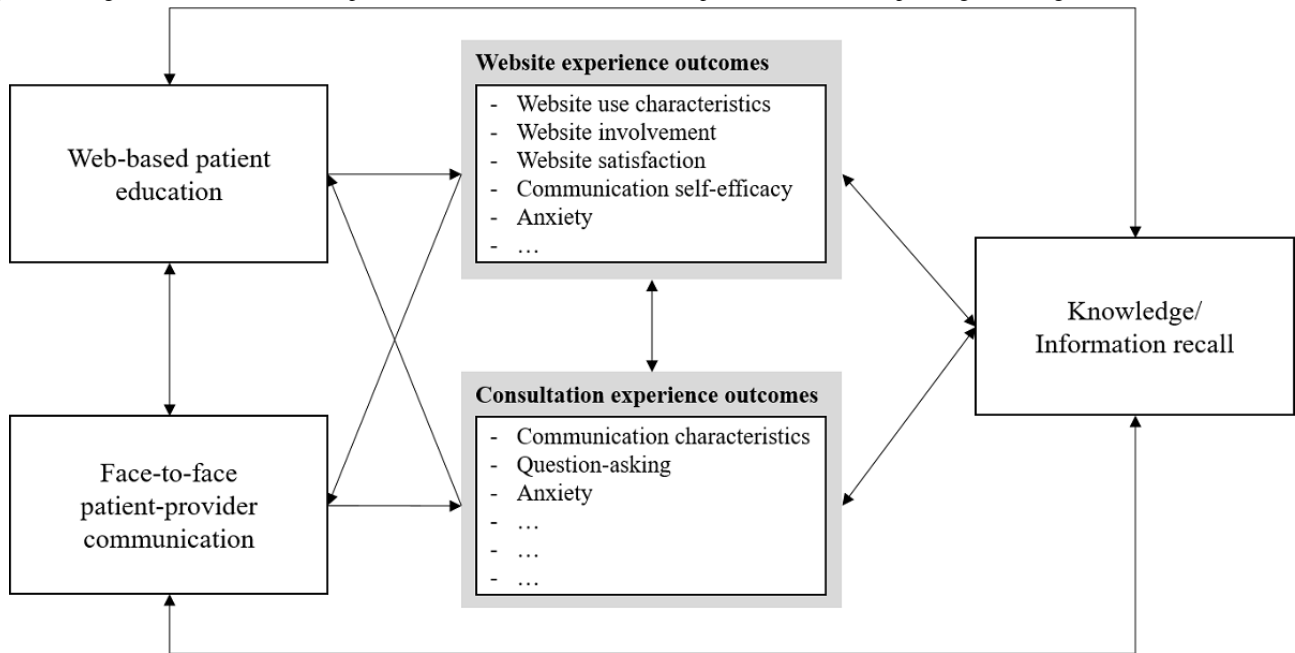 Website experience outcomes
- Website use characteristics
- Website involvement
- Website satisfaction
- Communication self-efficacy
- Anxiety
- …
Web-based patient
education
Knowledge/
Information recall
Consultation experience outcomes
- Communication characteristics
- Question-asking
- Anxiety
- …
- …
- …
Face-to-face
patient-provider
communication